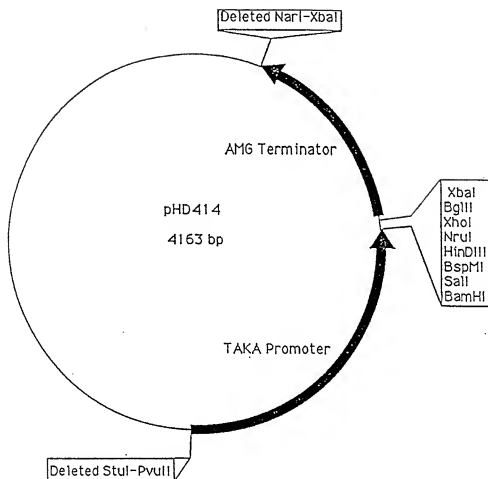 Deleted NarI-XbaI
AMG Terminator
pHD414
4163 bp
XbaI
BglII
XhoI
NruI
HinDIII
BspMI
SalI
BamHI
TAKA Promoter
Deleted StuI-PvuII